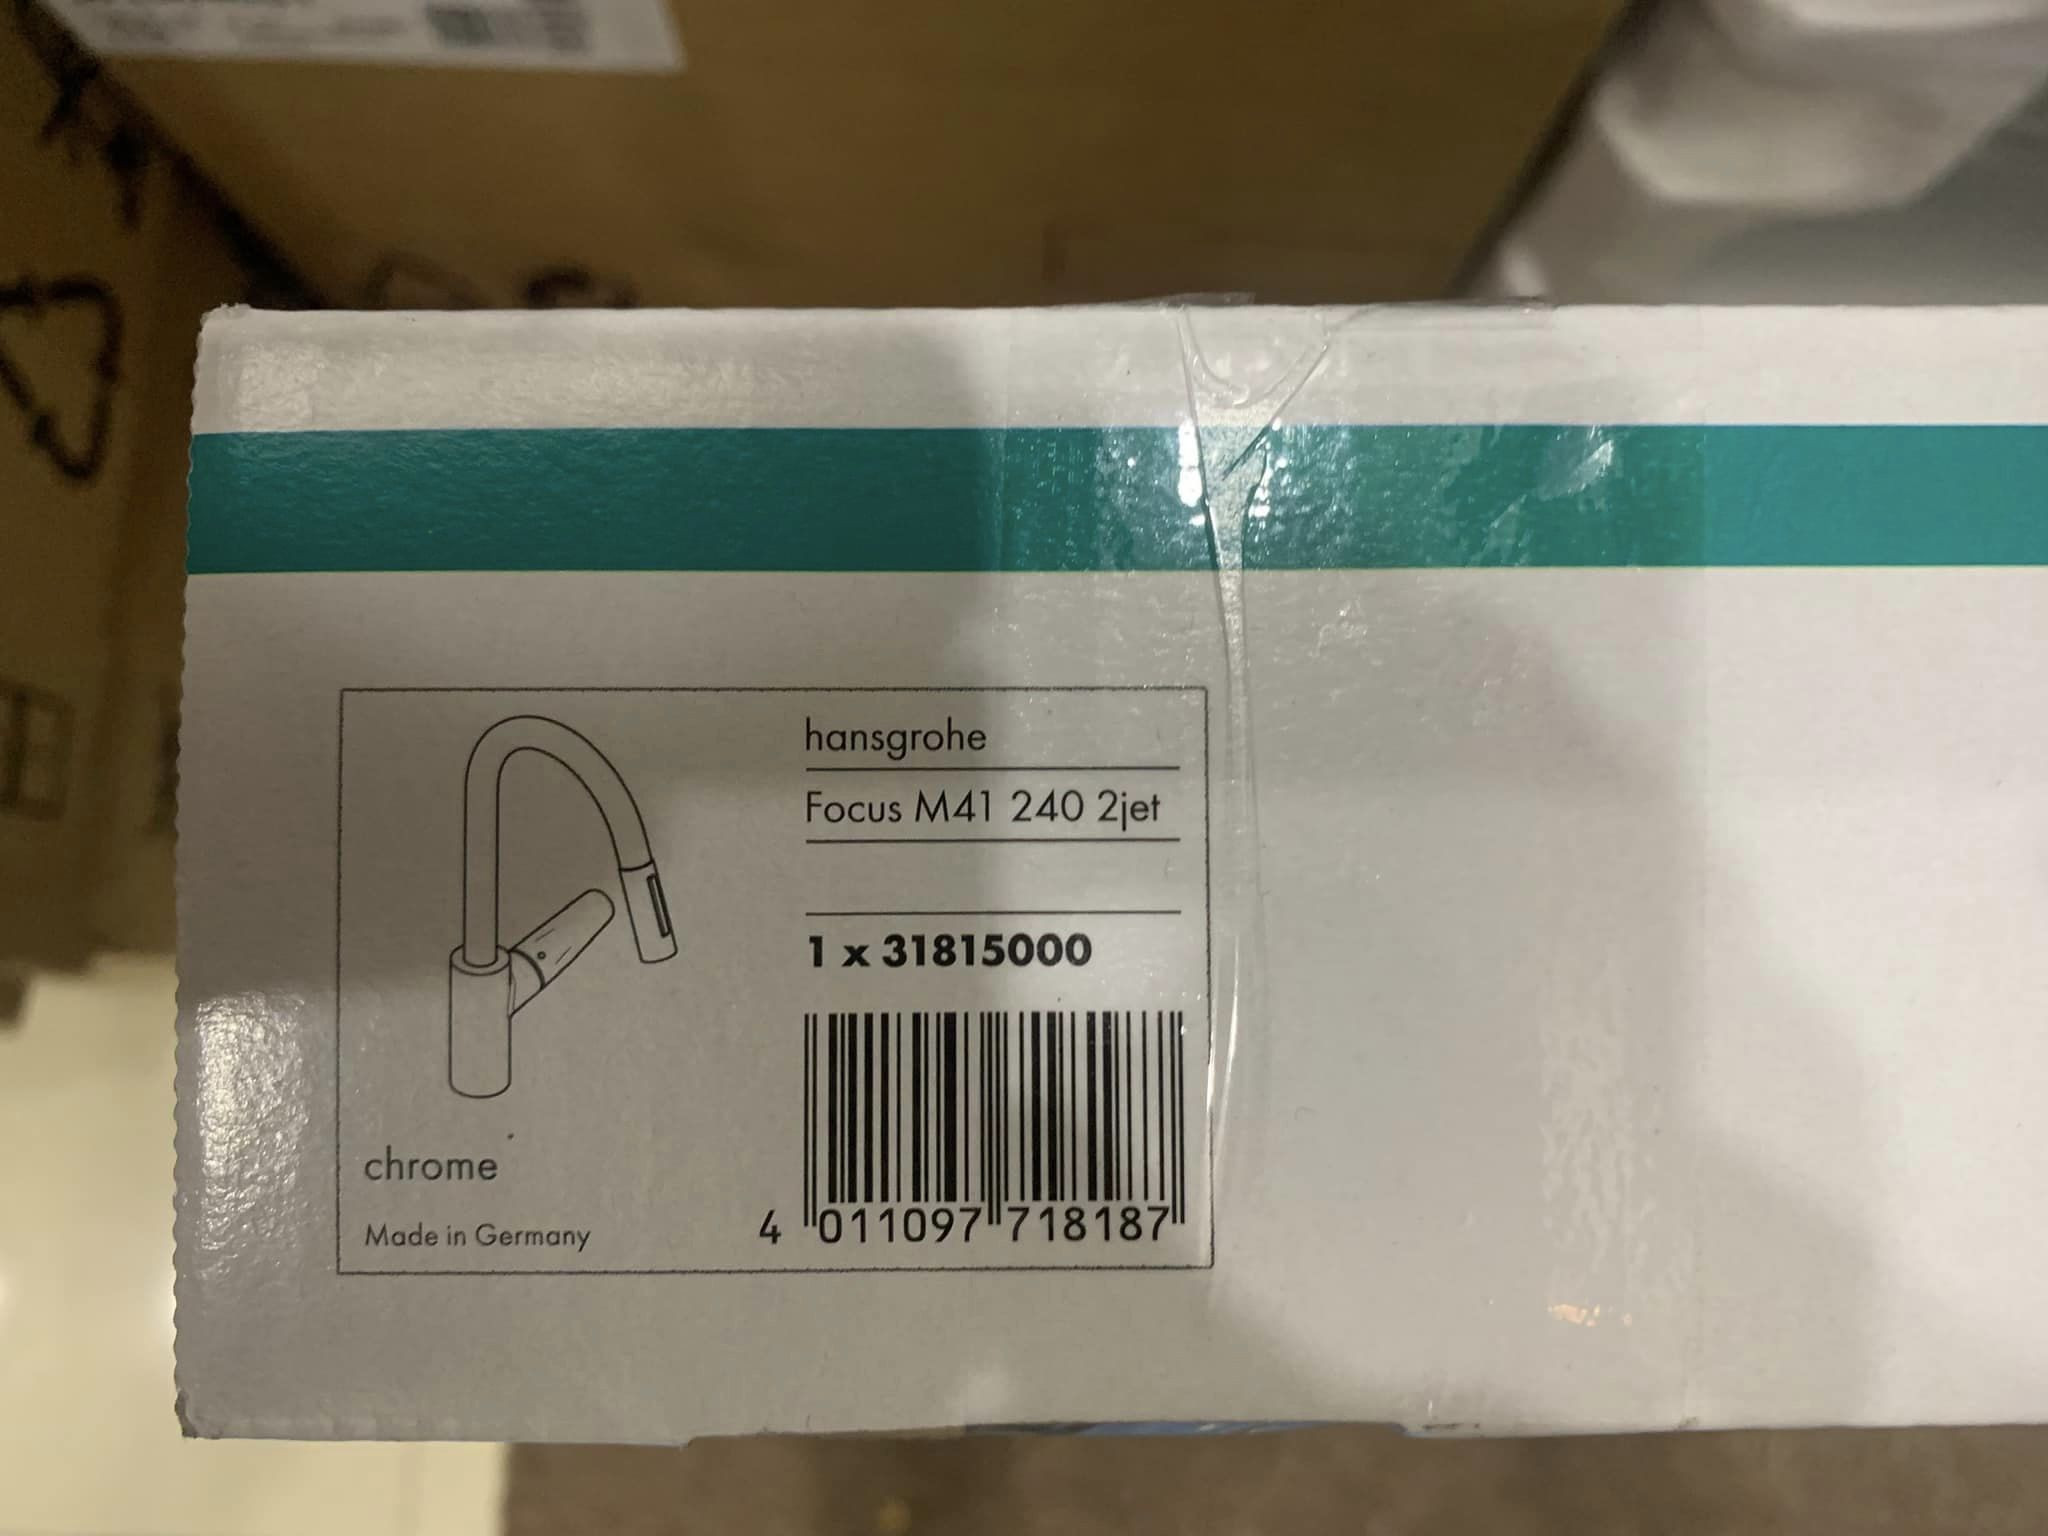 hansgrohe
Focus M41 240 2jet
1 x 31815000
chrome
Made in Germany
4 011097 718187